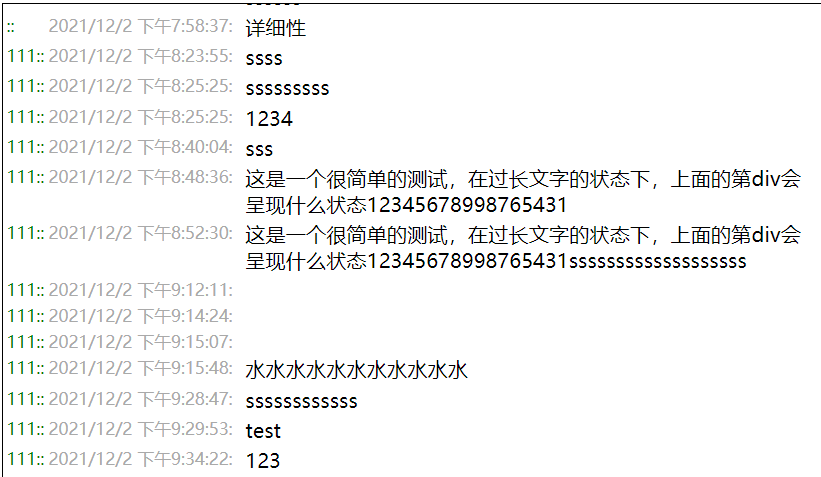 :: 2021/12/2 下午7:58:37: 详细性
111:: 2021/12/2 下午8:23:55: ssss
111:: 2021/12/2 下午8:25:25: sssssssss
111:: 2021/12/2 下午8:25:25: 1234
111:: 2021/12/2 下午8:40:04: sss
111:: 2021/12/2 下午8:48:36: 这是一个很简单的测试，在过长文字的状态下，上面的第div会
呈现什么状态12345678998765431
111:: 2021/12/2 下午8:52:30: 这是一个很简单的测试，在过长文字的状态下，上面的第div会
呈现什么状态12345678998765431sssssssssssssssssss
111:: 2021/12/2 下午9:12:11:
111:: 2021/12/2 下午9:14:24:
111:: 2021/12/2 下午9:15:07:
111:: 2021/12/2 下午9:15:48: 水水水水水水水水水水水
111:: 2021/12/2 下午9:28:47: ssssssssssss
111:: 2021/12/2 下午9:29:53: test
111:: 2021/12/2 下午9:34:22: 123